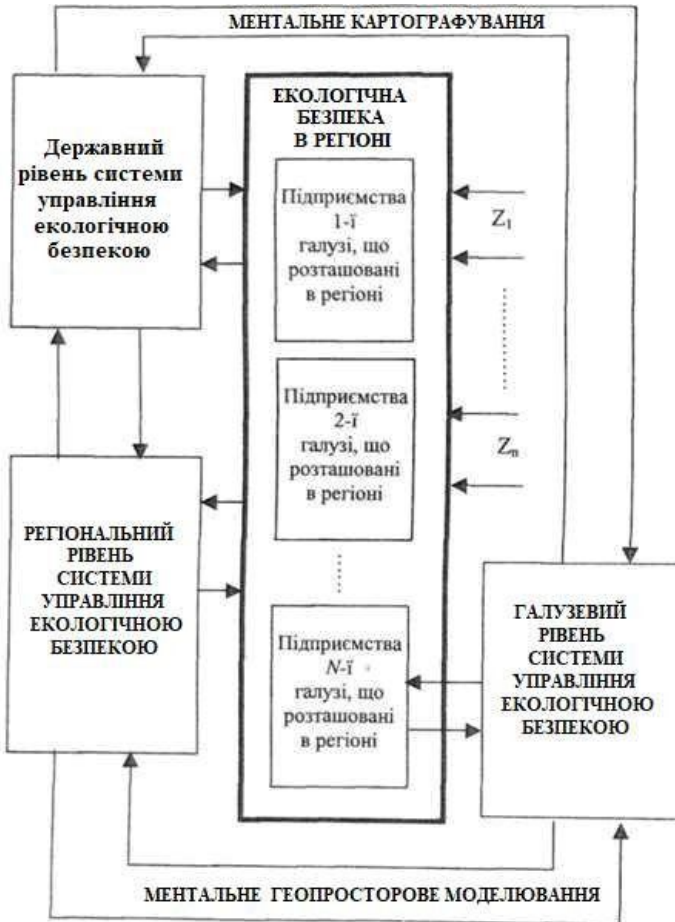 МЕНТАЛЬНЕ КАРТОГРАФУВАННЯ
Державний
рівень системи
управління
екологічною
безпекою
ЕКОЛОГІЧНА
БЕЗПЕКА
В РЕГІОНІ
Підприємства
1-ї
галузі, що
розташовані
в регіоні
Z₁
Підприємства
2-ї
галузі, що
розташовані
в регіоні
Zₙ
РЕГІОНАЛЬНИЙ
РІВЕНЬ
СИСТЕМИ
УПРАВЛІННЯ
ЕКОЛОГІЧНОЮ
БЕЗПЕКОЮ
Підприємства
N-ї
галузі, що
розташовані
в регіоні
ГАЛУЗЕВИЙ
РІВЕНЬ
СИСТЕМИ
УПРАВЛІННЯ
ЕКОЛОГІЧНОЮ
БЕЗПЕКОЮ
МЕНТАЛЬНЕ ГЕОПРОСТОРОВЕ МОДЕЛЮВАННЯ